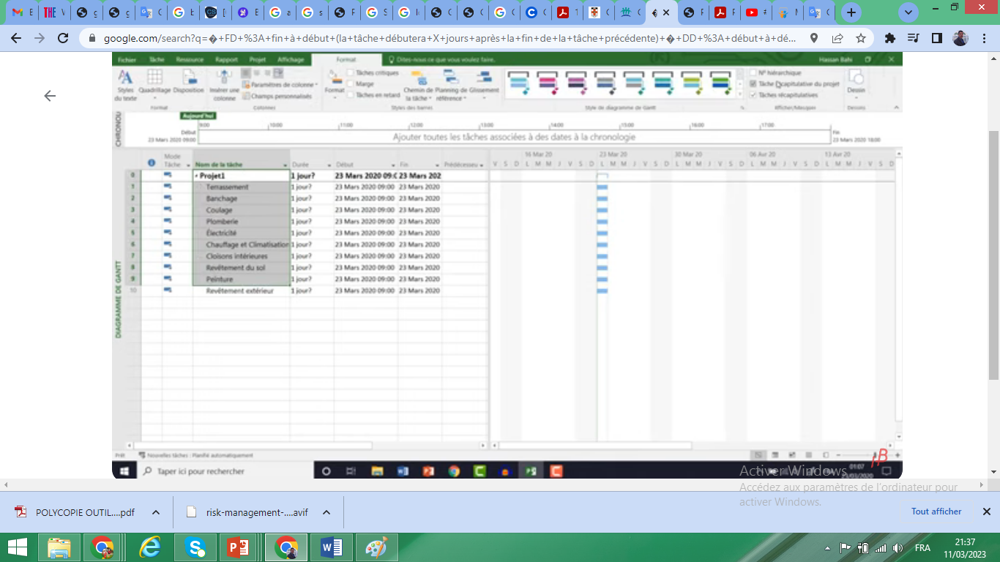 google.com/search?q=� + FD + %3A + fin + à + début + (la + tâche + débutera + X + jours + après + la + fin + de + la + tâche + précédente) + � + DD + %3A + début + à + dé...
Fichier Tâche Ressource Rapport Projet Affichage Format Dites-nous ce que vous voulez faire. Hassan Bahi
Styles du texte
Quadrillage
Disposition
Format
Insérer une colonne
Paramètres de colonne
Champs personnalisés
Colonnes
Format
Tâches critiques
Marge
Tâches en retard
Chemin de la tâche
Planning de référence
Glissement
Styles des barres
Style de diagramme de Gantt
N° hiérarchique
Tâche récapitulative du projet
Tâches récapitulatives
Afficher/Masquer
Dessin
Dessins
CHRONOL
Aujourd'hui
9:00 10:00 11:00 12:00 13:00 14:00 15:00 16:00 17:00
Début
23 Mars 2020 09:00
Ajouter toutes les tâches associées à des dates à la chronologie
Fin
23 Mars 2020 18:00
DIAGRAMME DE GANTT
Mode Tâche Nom de la tâche Durée Début Fin Prédécesseu
16 Mar 20 23 Mar 20 30 Mar 20 06 Avr 20 13 Avr 20
V S D L M M J V S D L M M J V S D L M M J V S D L M M J V S D L M M J V S D
0 Projet1 1 jour? 23 Mars 2020 09:0 23 Mars 202
1 Terrassement 1 jour? 23 Mars 2020 09:00 23 Mars 2020
2 Banchage 1 jour? 23 Mars 2020 09:00 23 Mars 2020
3 Coulage 1 jour? 23 Mars 2020 09:00 23 Mars 2020
4 Plomberie 1 jour? 23 Mars 2020 09:00 23 Mars 2020
5 Électricité 1 jour? 23 Mars 2020 09:00 23 Mars 2020
6 Chauffage et Climatisation 1 jour? 23 Mars 2020 09:00 23 Mars 2020
7 Cloisons intérieures 1 jour? 23 Mars 2020 09:00 23 Mars 2020
8 Revêtement du sol 1 jour? 23 Mars 2020 09:00 23 Mars 2020
9 Peinture 1 jour? 23 Mars 2020 09:00 23 Mars 2020
10 Revêtement extérieur 1 jour? 23 Mars 2020 09:00 23 Mars 2020
Prêt Nouvelles tâches : Planifié automatiquement
Taper ici pour rechercher
01:07
23/03/2020
Activer Windows
Accédez aux paramètres de l'ordinateur pour
activer Windows.
POLYCOPIE OUTIL....pdf risk-management-....avif Tout afficher
FRA
21:37
11/03/2023